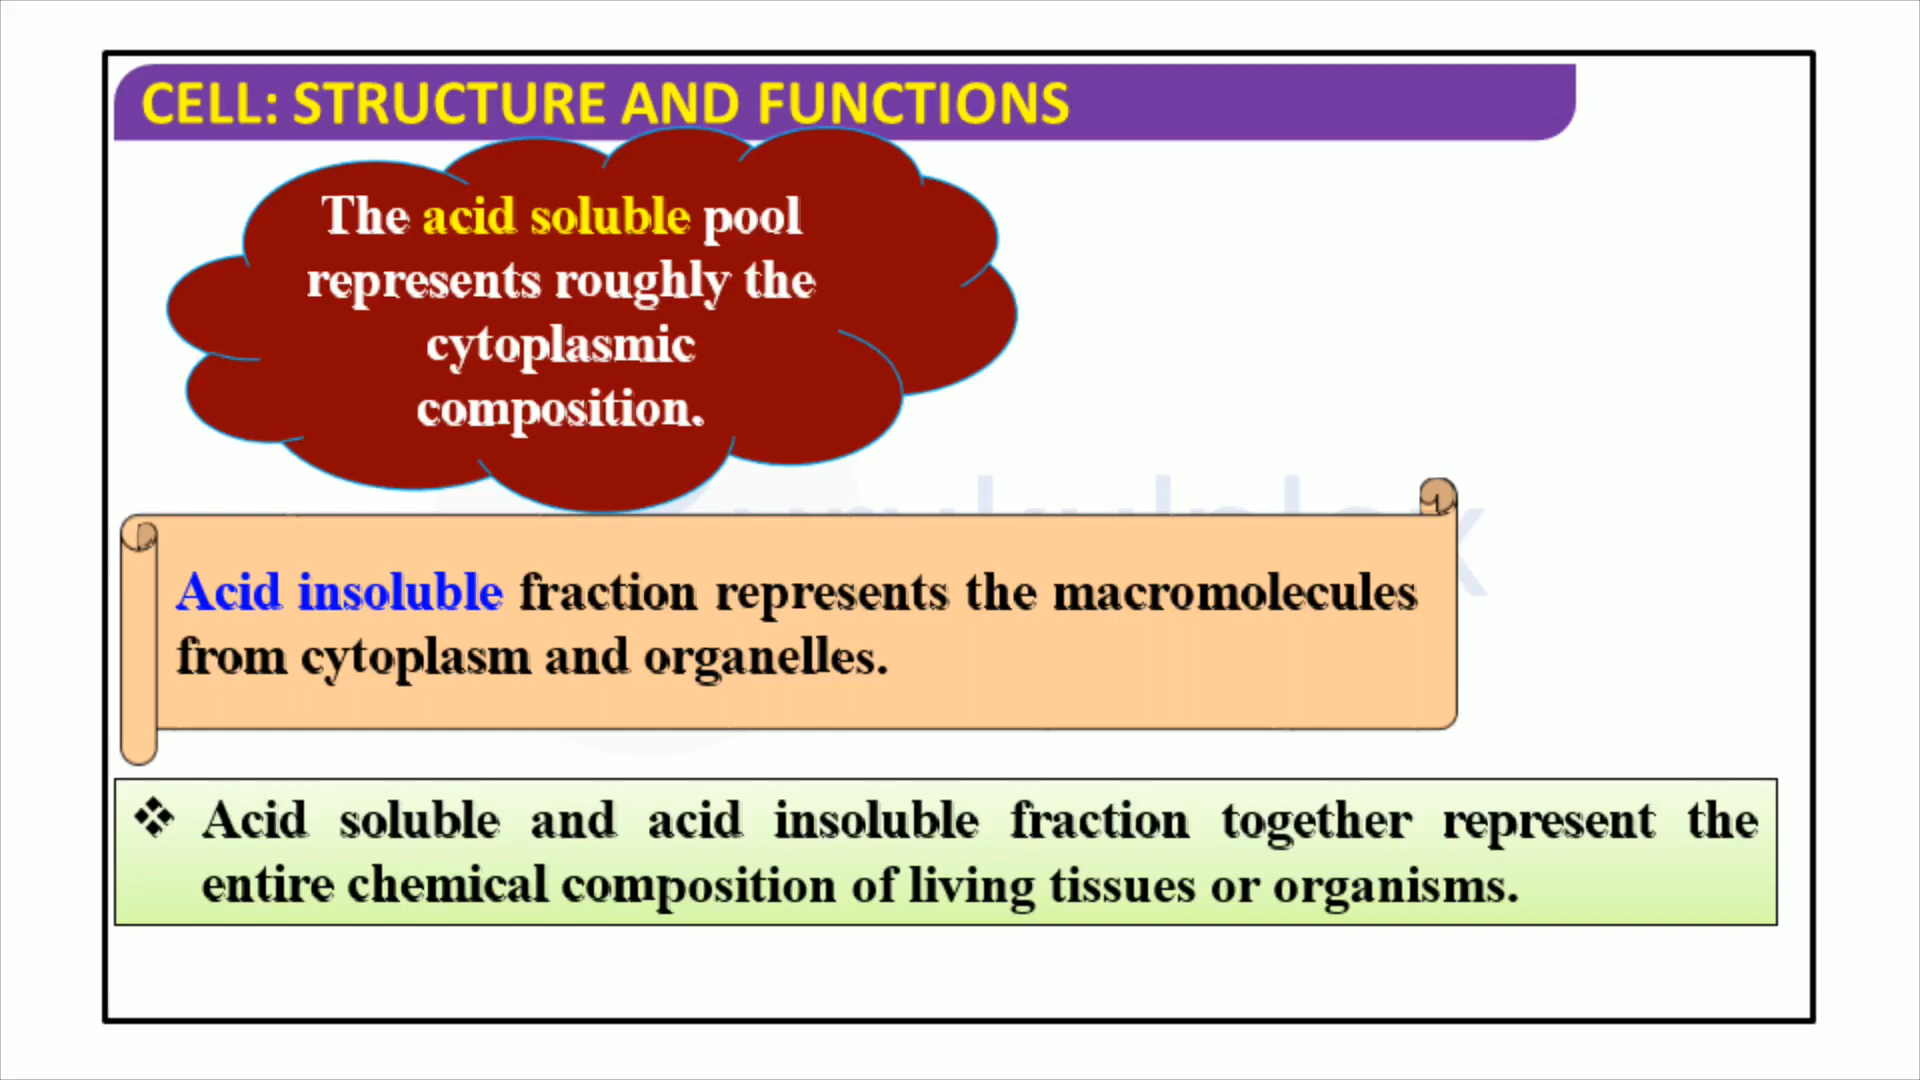 CELL: STRUCTURE AND FUNCTIONS
The acid soluble pool
represents roughly the
cytoplasmic
composition.
Acid insoluble fraction represents the macromolecules
from cytoplasm and organelles.
❖ Acid soluble and acid insoluble fraction together represent the
entire chemical composition of living tissues or organisms.